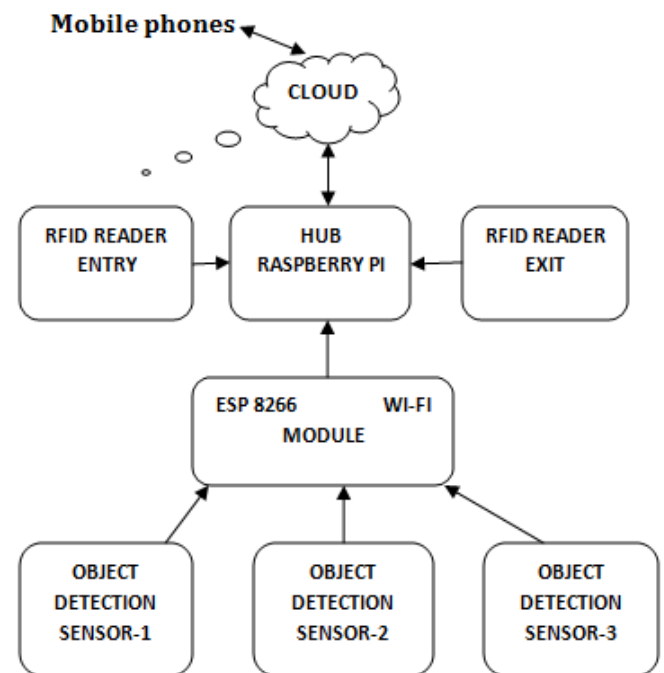 Mobile phones
CLOUD
RFID READER
ENTRY
HUB
RASPBERRY PI
RFID READER
EXIT
ESP 8266 WI-FI
MODULE
OBJECT
DETECTION
SENSOR-1
OBJECT
DETECTION
SENSOR-2
OBJECT
DETECTION
SENSOR-3